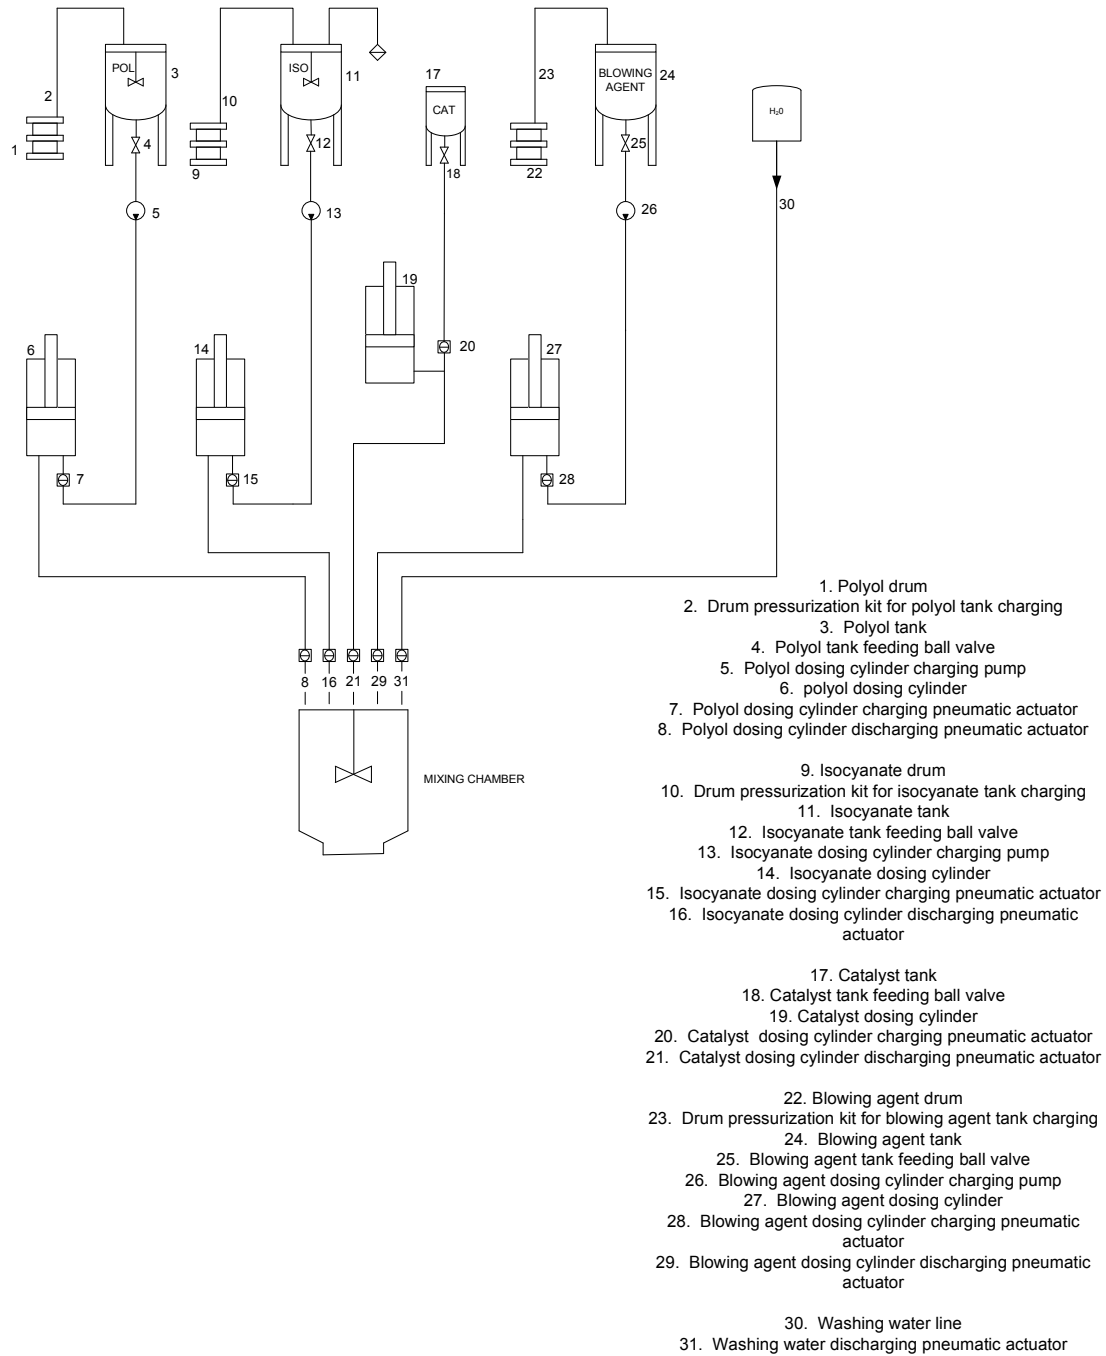 POL
3
2
1
4
5
ISO
11
10
9
12
13
17
CAT
18
23
BLOWING
AGENT
24
22
25
26
H₂0
30
19
20
6
7
14
15
27
28
8
16
21
29
31
MIXING CHAMBER
1. Polyol drum
2. Drum pressurization kit for polyol tank charging
3. Polyol tank
4. Polyol tank feeding ball valve
5. Polyol dosing cylinder charging pump
6. polyol dosing cylinder
7. Polyol dosing cylinder charging pneumatic actuator
8. Polyol dosing cylinder discharging pneumatic actuator
9. Isocyanate drum
10. Drum pressurization kit for isocyanate tank charging
11. Isocyanate tank
12. Isocyanate tank feeding ball valve
13. Isocyanate dosing cylinder charging pump
14. Isocyanate dosing cylinder
15. Isocyanate dosing cylinder charging pneumatic actuator
16. Isocyanate dosing cylinder discharging pneumatic
actuator
17. Catalyst tank
18. Catalyst tank feeding ball valve
19. Catalyst dosing cylinder
20. Catalyst dosing cylinder charging pneumatic actuator
21. Catalyst dosing cylinder discharging pneumatic actuator
22. Blowing agent drum
23. Drum pressurization kit for blowing agent tank charging
24. Blowing agent tank
25. Blowing agent tank feeding ball valve
26. Blowing agent dosing cylinder charging pump
27. Blowing agent dosing cylinder
28. Blowing agent dosing cylinder charging pneumatic
actuator
29. Blowing agent dosing cylinder discharging pneumatic
actuator
30. Washing water line
31. Washing water discharging pneumatic actuator